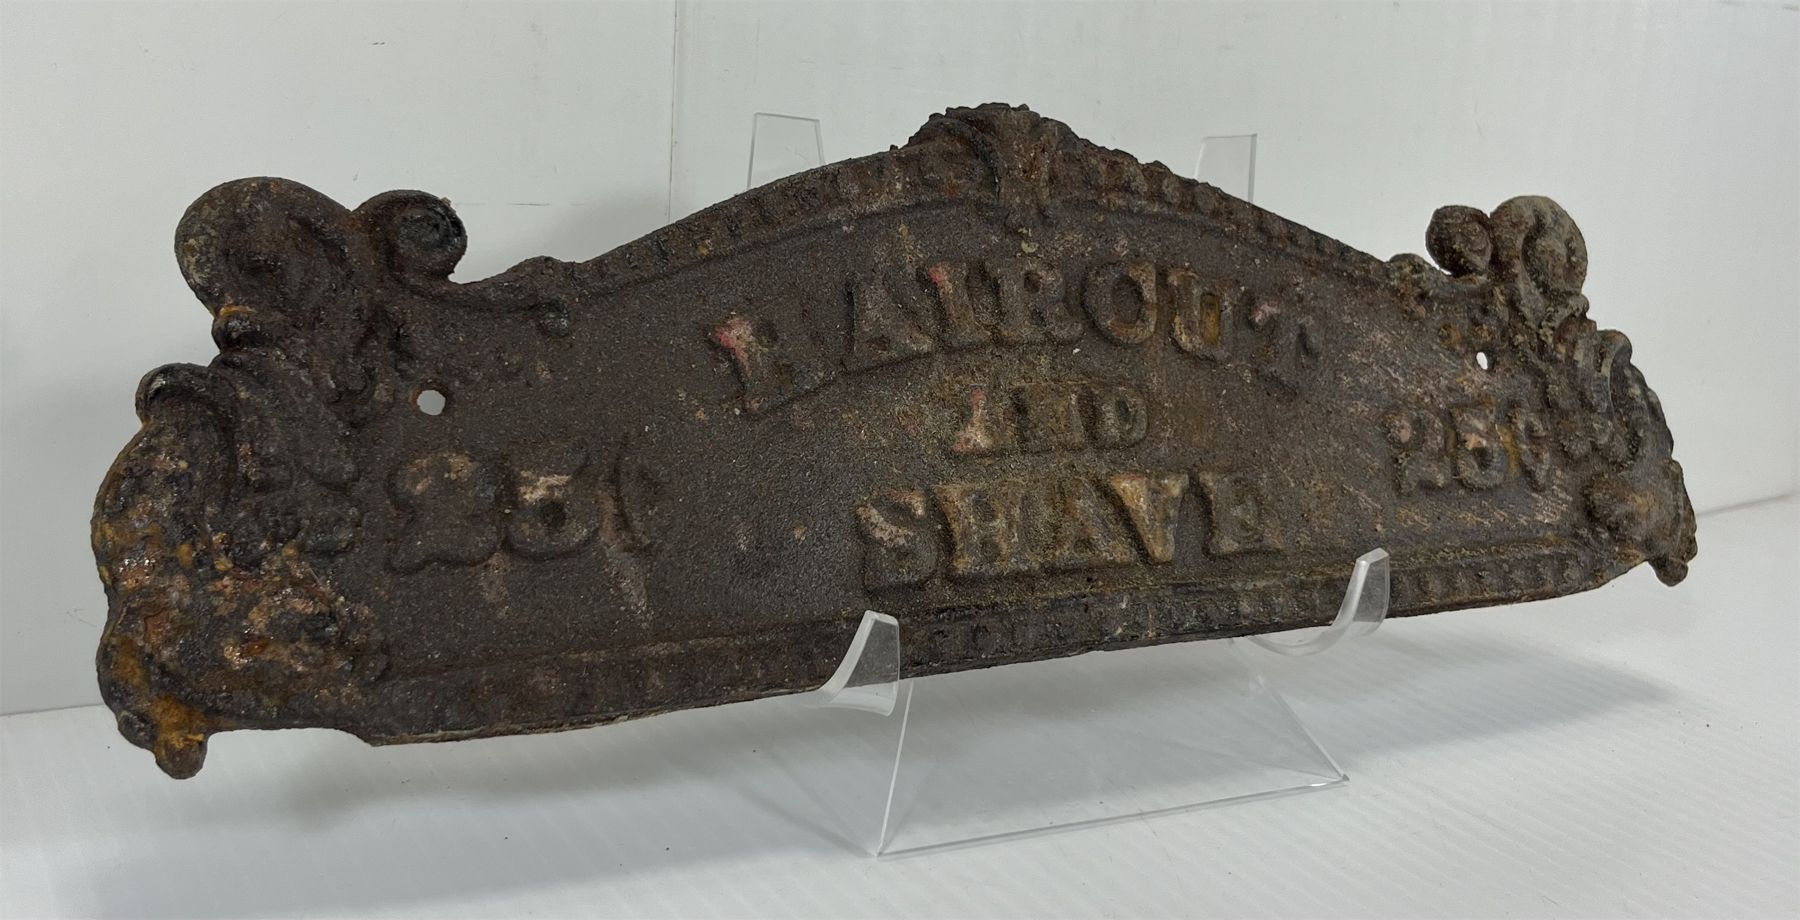 HAIRCUT
AND
25¢ SHAVE 25¢